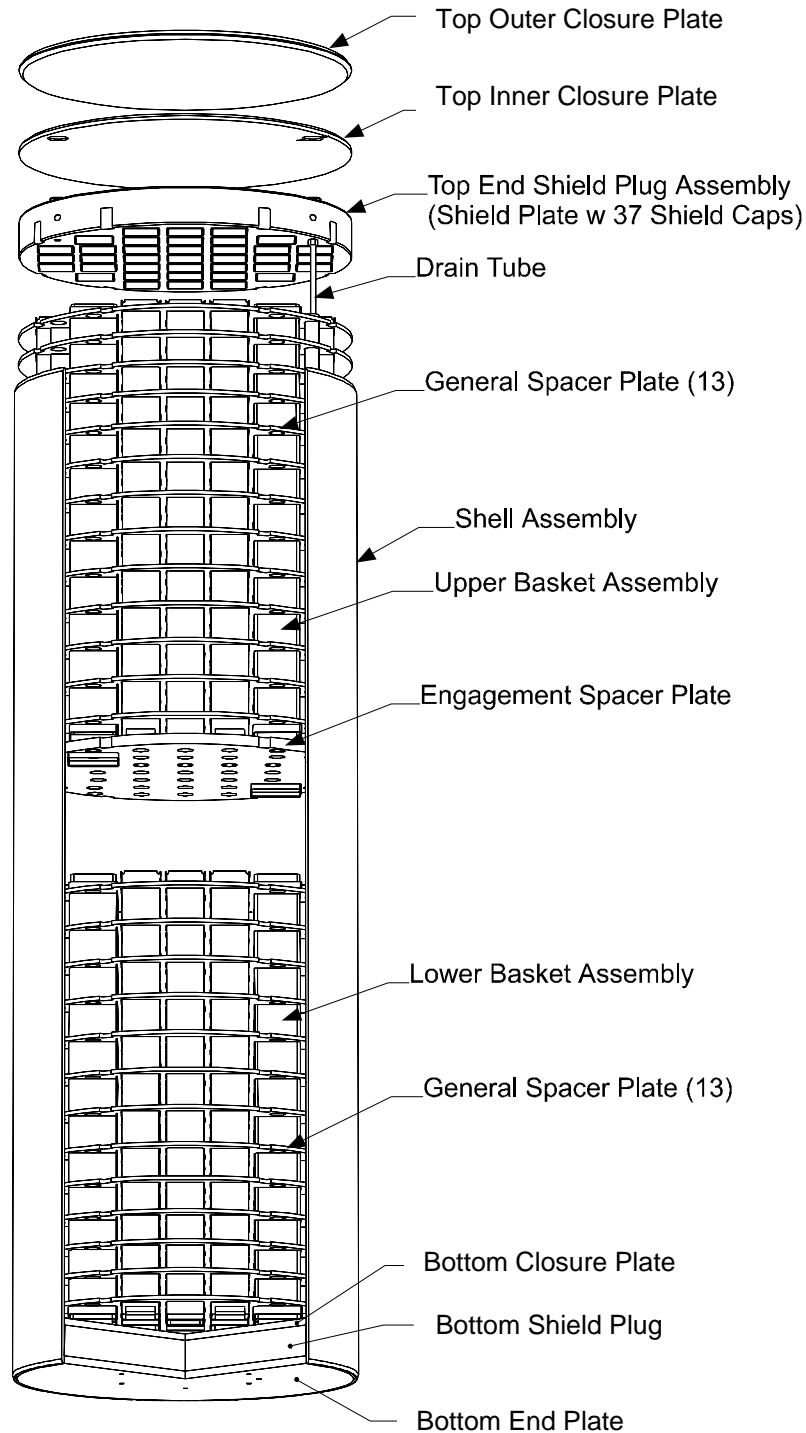 Top Outer Closure Plate
Top Inner Closure Plate
Top End Shield Plug Assembly
(Shield Plate w 37 Shield Caps)
Drain Tube
General Spacer Plate (13)
Shell Assembly
Upper Basket Assembly
Engagement Spacer Plate
Lower Basket Assembly
General Spacer Plate (13)
Bottom Closure Plate
Bottom Shield Plug
Bottom End Plate